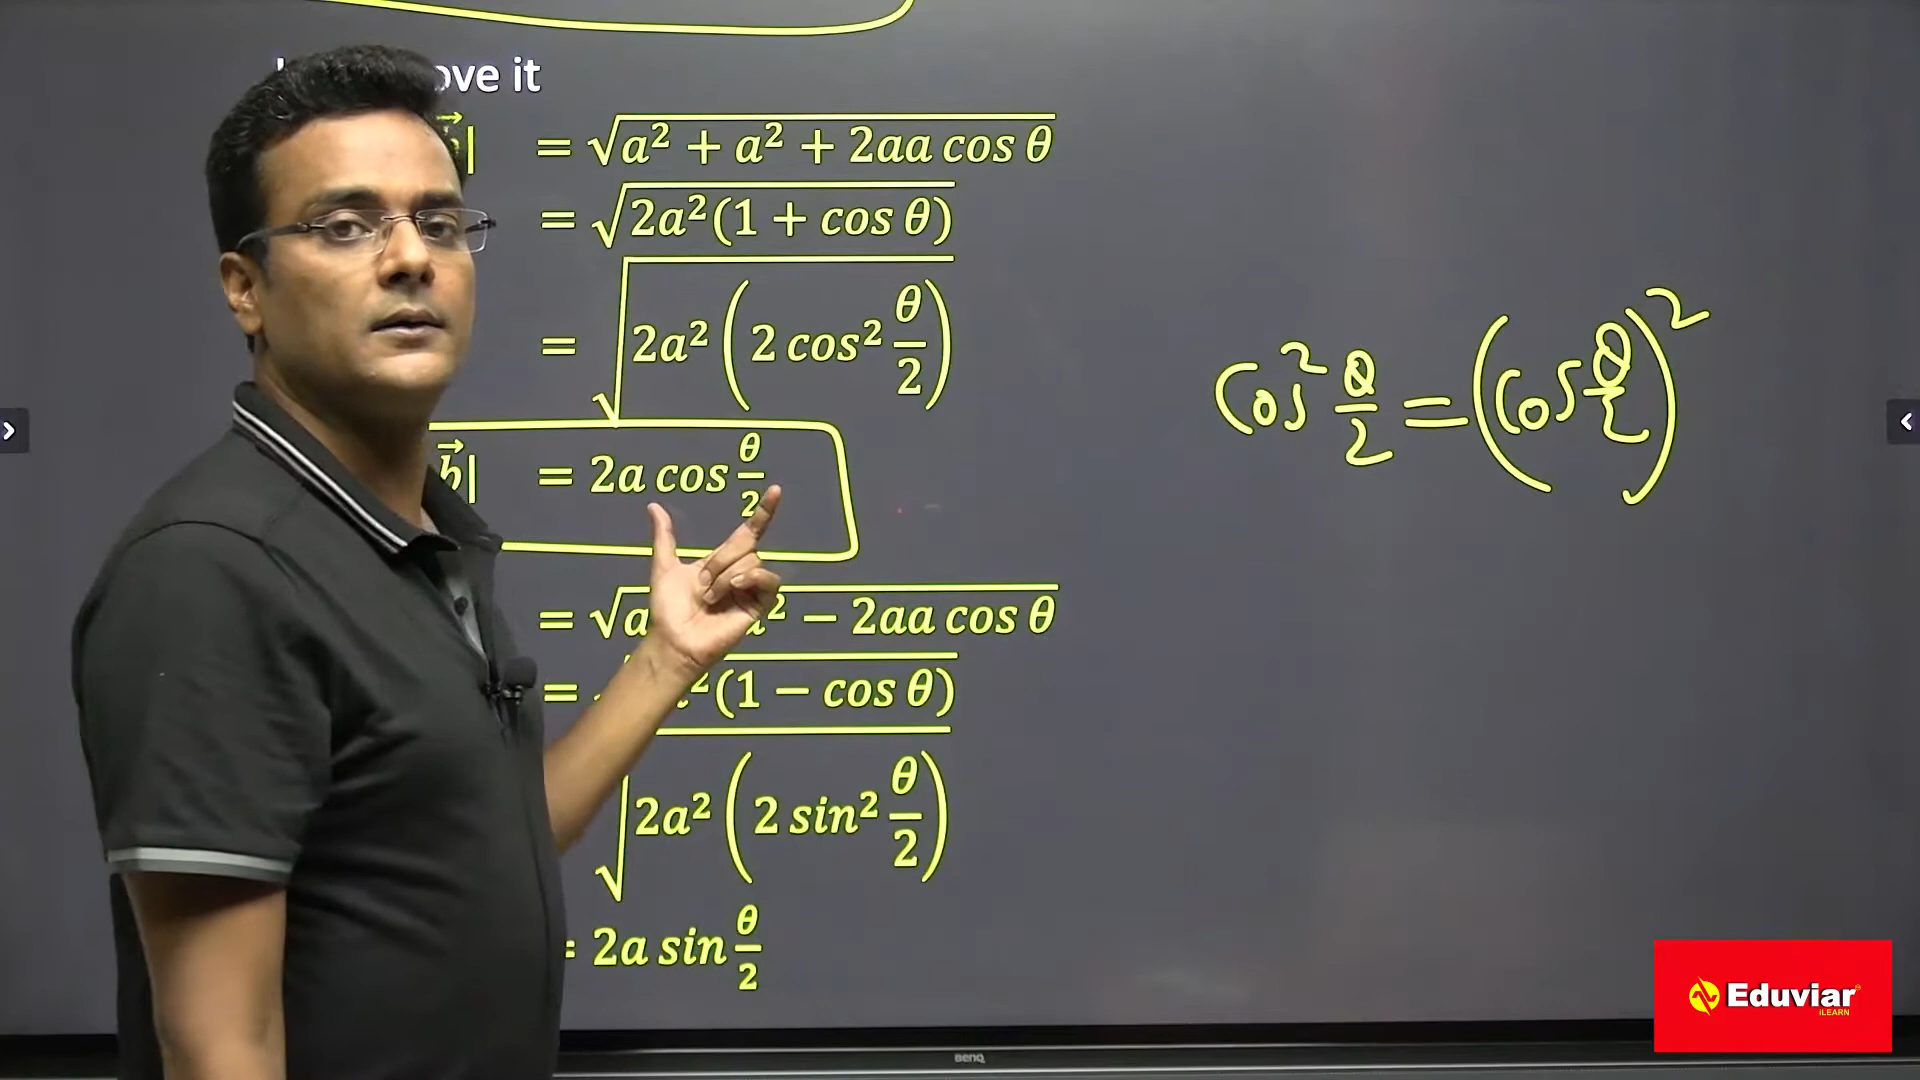 ove it
b⃗| = √(a² + a² + 2aa cos θ)
= √(2a²(1 + cos θ))
= √(2a²(2 cos² θ/2))
b⃗| = 2a cos θ/2
= √a² − 2aa cos θ
= ²(1 − cos θ)
√(2a²(2 sin² θ/2))
= 2a sin θ/2
Cos² θ/2 = (Cos θ/2)²
Eduviar
iLEARN
BenQ